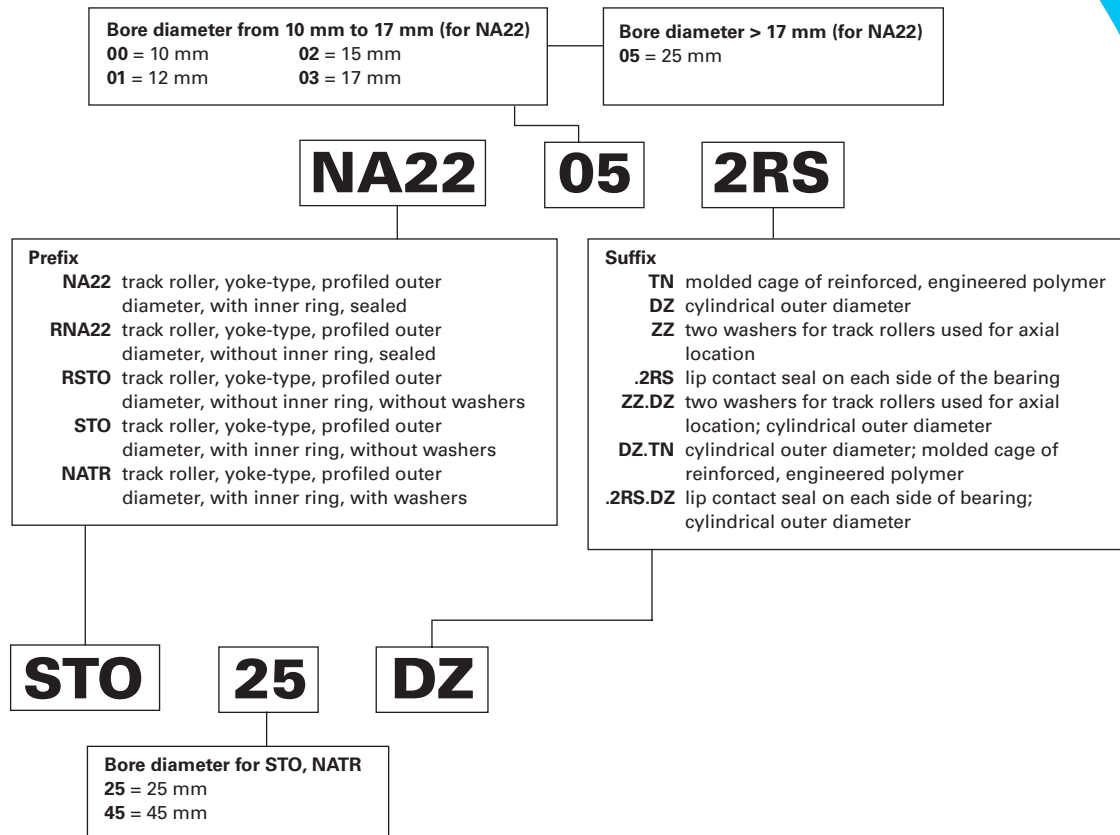 Bore diameter from 10 mm to 17 mm (for NA22)
00 = 10 mm 02 = 15 mm
01 = 12 mm 03 = 17 mm
Bore diameter > 17 mm (for NA22)
05 = 25 mm
NA22 05 2RS
Prefix
NA22 track roller, yoke-type, profiled outer
diameter, with inner ring, sealed
RNA22 track roller, yoke-type, profiled outer
diameter, without inner ring, sealed
RSTO track roller, yoke-type, profiled outer
diameter, without inner ring, without washers
STO track roller, yoke-type, profiled outer
diameter, with inner ring, without washers
NATR track roller, yoke-type, profiled outer
diameter, with inner ring, with washers
Suffix
TN molded cage of reinforced, engineered polymer
DZ cylindrical outer diameter
ZZ two washers for track rollers used for axial
location
.2RS lip contact seal on each side of the bearing
ZZ.DZ two washers for track rollers used for axial
location; cylindrical outer diameter
DZ.TN cylindrical outer diameter; molded cage of
reinforced, engineered polymer
.2RS.DZ lip contact seal on each side of bearing;
cylindrical outer diameter
STO 25 DZ
Bore diameter for STO, NATR
25 = 25 mm
45 = 45 mm